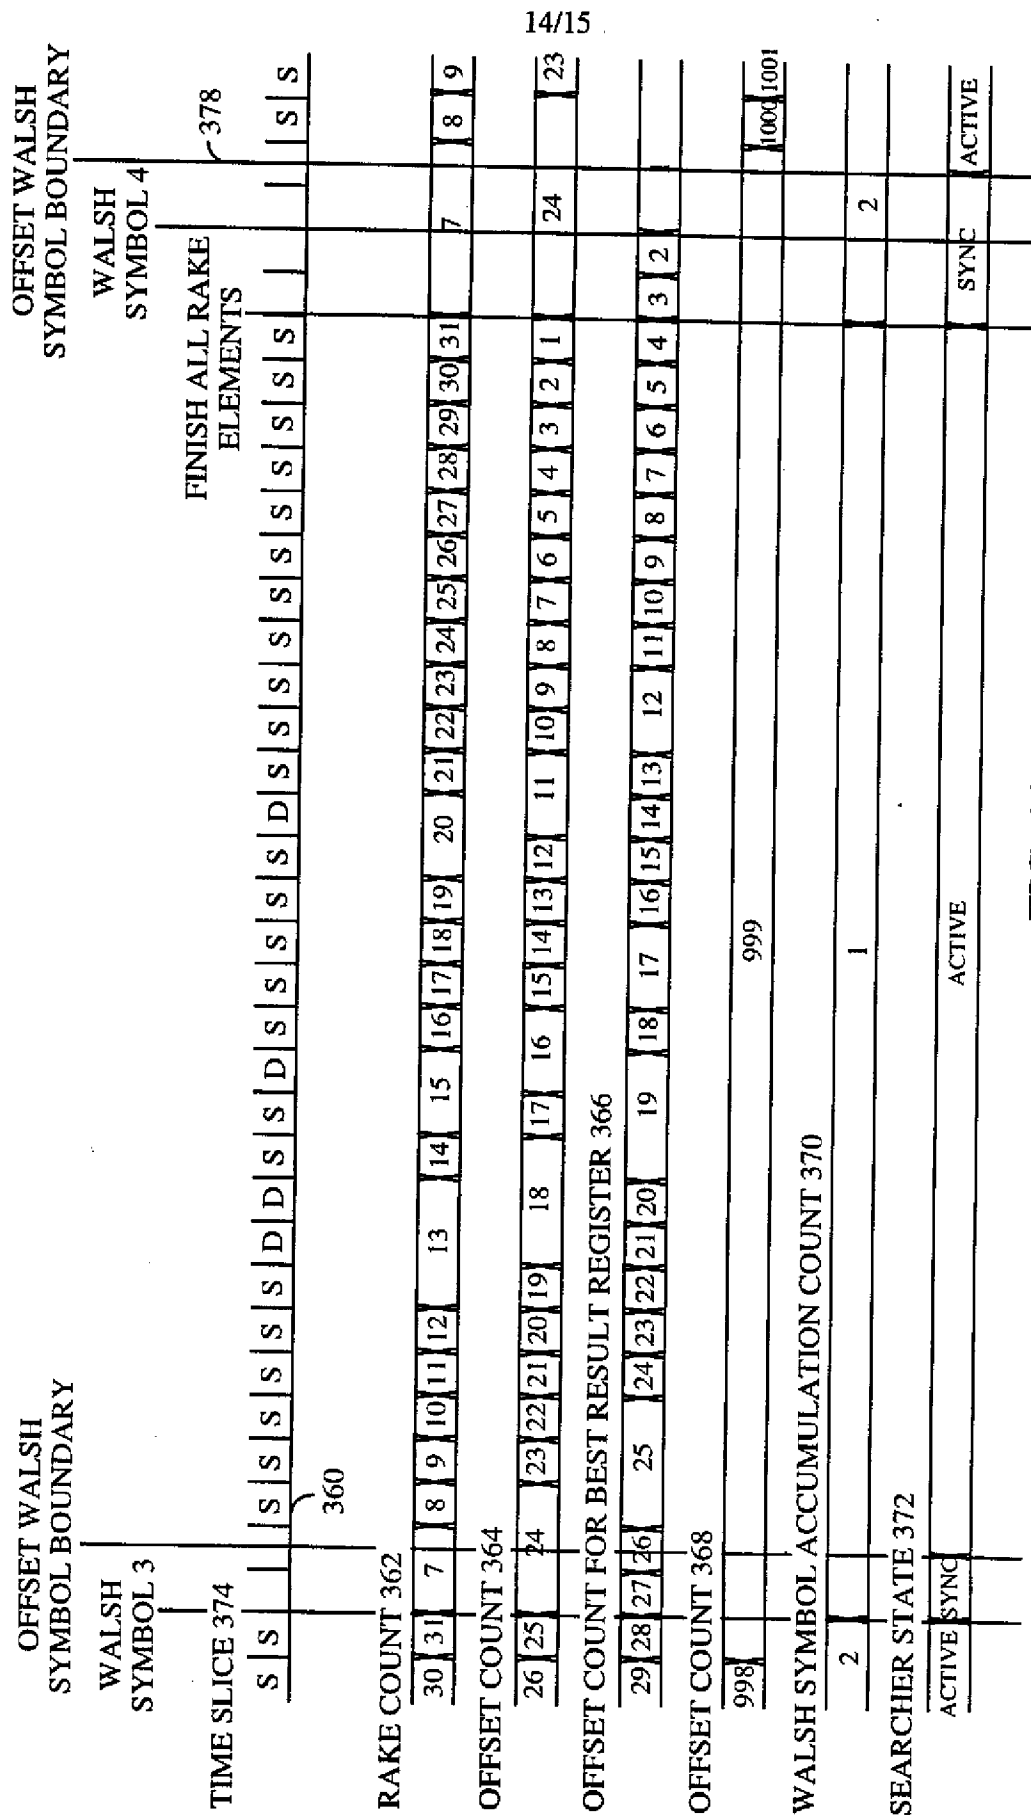 14/15
OFFSET WALSH
SYMBOL BOUNDARY
WALSH
SYMBOL 3
FINISH ALL RAKE
ELEMENTS
WALSH
SYMBOL 4
OFFSET WALSH
SYMBOL BOUNDARY
TIME SLICE 374
S S S S S S S S D D S S D S S S S S D S S S S S S S S S S S S S
360
378
RAKE COUNT 362
30 31 7 8 9 10 11 12 13 14 15 16 17 18 19 20 21 22 23 24 25 26 27 28 29 30 31 7 8 9
OFFSET COUNT 364
26 25 24 23 22 21 20 19 18 17 16 15 14 13 12 11 10 9 8 7 6 5 4 3 2 1 24 23
OFFSET COUNT FOR BEST RESULT REGISTER 366
29 28 27 26 25 24 23 22 21 20 19 18 17 16 15 14 13 12 11 10 9 8 7 6 5 4 3 2
OFFSET COUNT 368
998 999 1000 1001
WALSH SYMBOL ACCUMULATION COUNT 370
2 1 2
SEARCHER STATE 372
ACTIVE SYNC ACTIVE SYNC ACTIVE